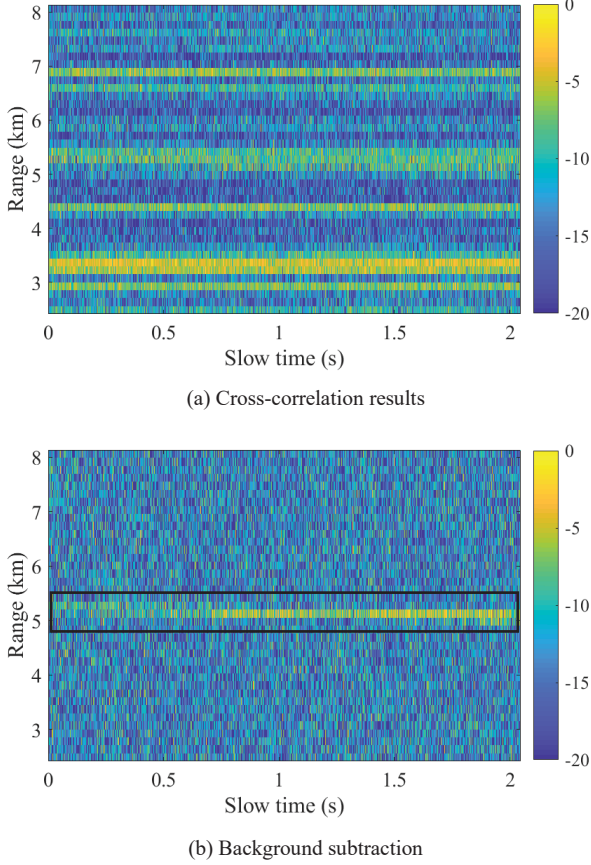 8
7
6
5
4
3
Range (km)
0 0.5 1 1.5 2
Slow time (s)
0
-5
-10
-15
-20
(a) Cross-correlation results
8
7
6
5
4
3
Range (km)
0 0.5 1 1.5 2
Slow time (s)
0
-5
-10
-15
-20
(b) Background subtraction